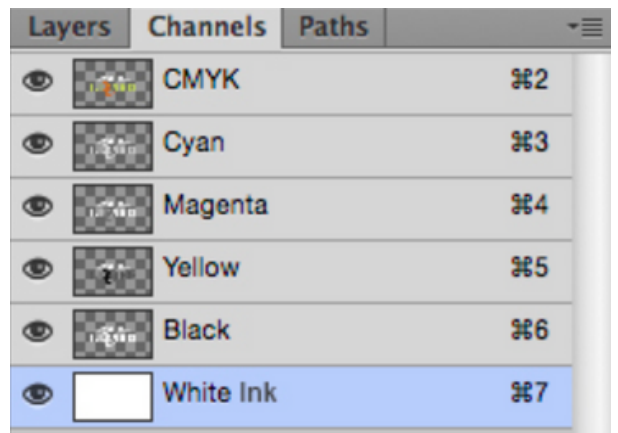 Layers Channels Paths
CMYK ⌘2
Cyan ⌘3
Magenta ⌘4
Yellow ⌘5
Black ⌘6
White Ink ⌘7